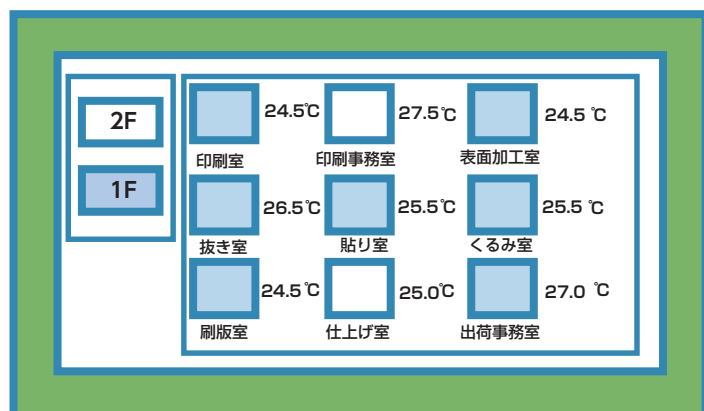 2F
1F
24.5℃ 27.5℃ 24.5 ℃
印刷室 印刷事務室 表面加工室
26.5℃ 25.5℃ 25.5 ℃
抜き室 貼り室 くるみ室
24.5℃ 25.0℃ 27.0 ℃
刷版室 仕上げ室 出荷事務室